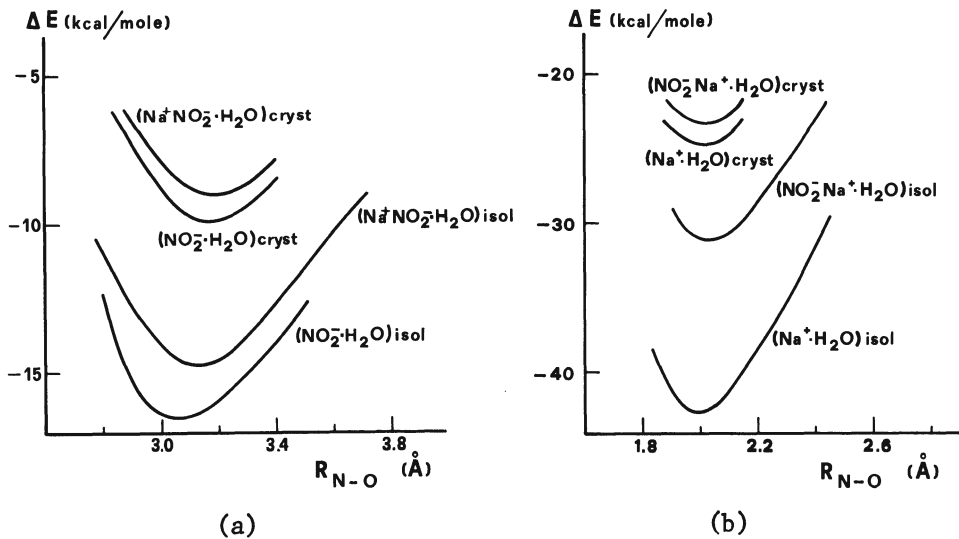 ΔE (kcal/mole)
-5
-10
-15
(Na⁺NO₂⁻·H₂O)cryst
(NO₂⁻·H₂O)cryst
(Na⁺NO₂⁻·H₂O)isol
(NO₂⁻·H₂O)isol
3.0 3.4 3.8
R N-O (Å)
(a)
ΔE (kcal/mole)
-20
-30
-40
(NO₂⁻Na⁺·H₂O)cryst
(Na⁺·H₂O)cryst
(NO₂⁻Na⁺·H₂O)isol
(Na⁺·H₂O)isol
1.8 2.2 2.6
R N-O (Å)
(b)